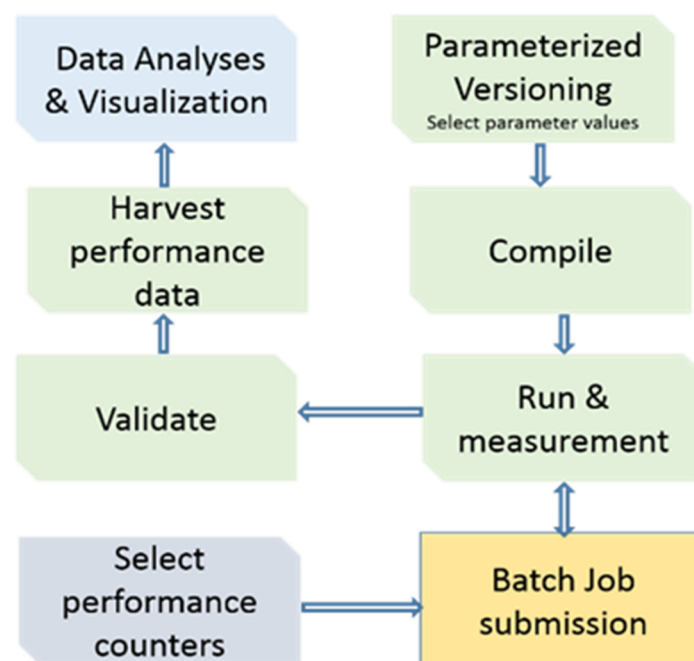 Data Analyses
& Visualization
Parameterized
Versioning
Select parameter values
Harvest
performance
data
Compile
Validate
Run &
measurement
Select
performance
counters
Batch Job
submission